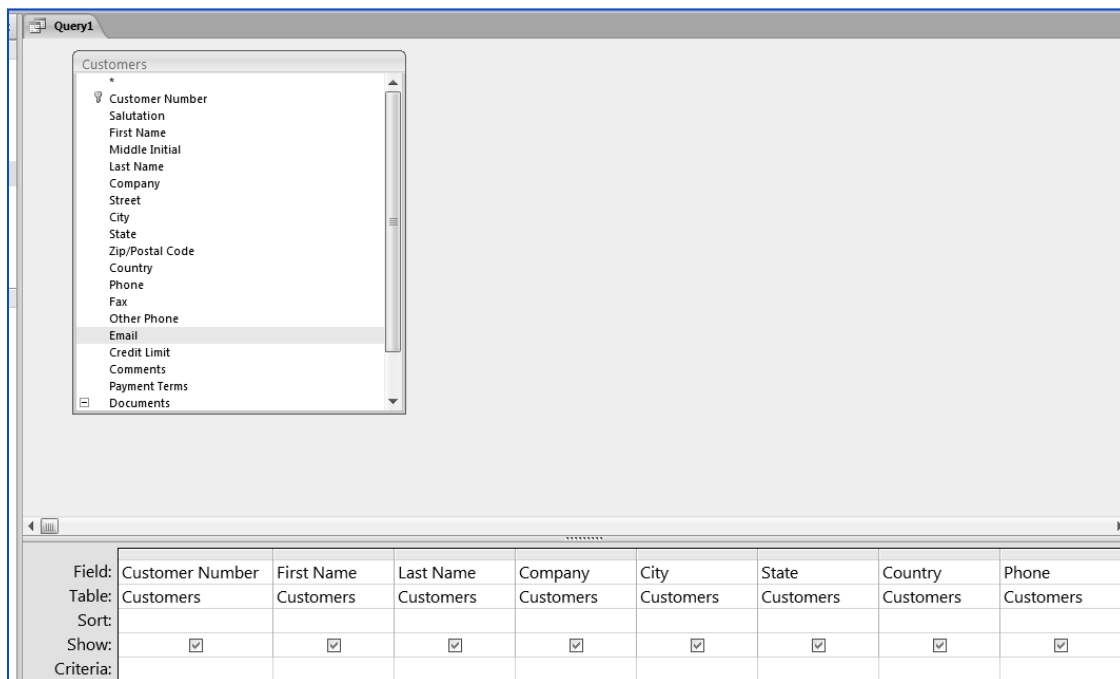 Query1
Customers
*
Customer Number
Salutation
First Name
Middle Initial
Last Name
Company
Street
City
State
Zip/Postal Code
Country
Phone
Fax
Other Phone
Email
Credit Limit
Comments
Payment Terms
Documents
Field: Customer Number First Name Last Name Company City State Country Phone
Table: Customers Customers Customers Customers Customers Customers Customers Customers
Sort:
Show:
Criteria: